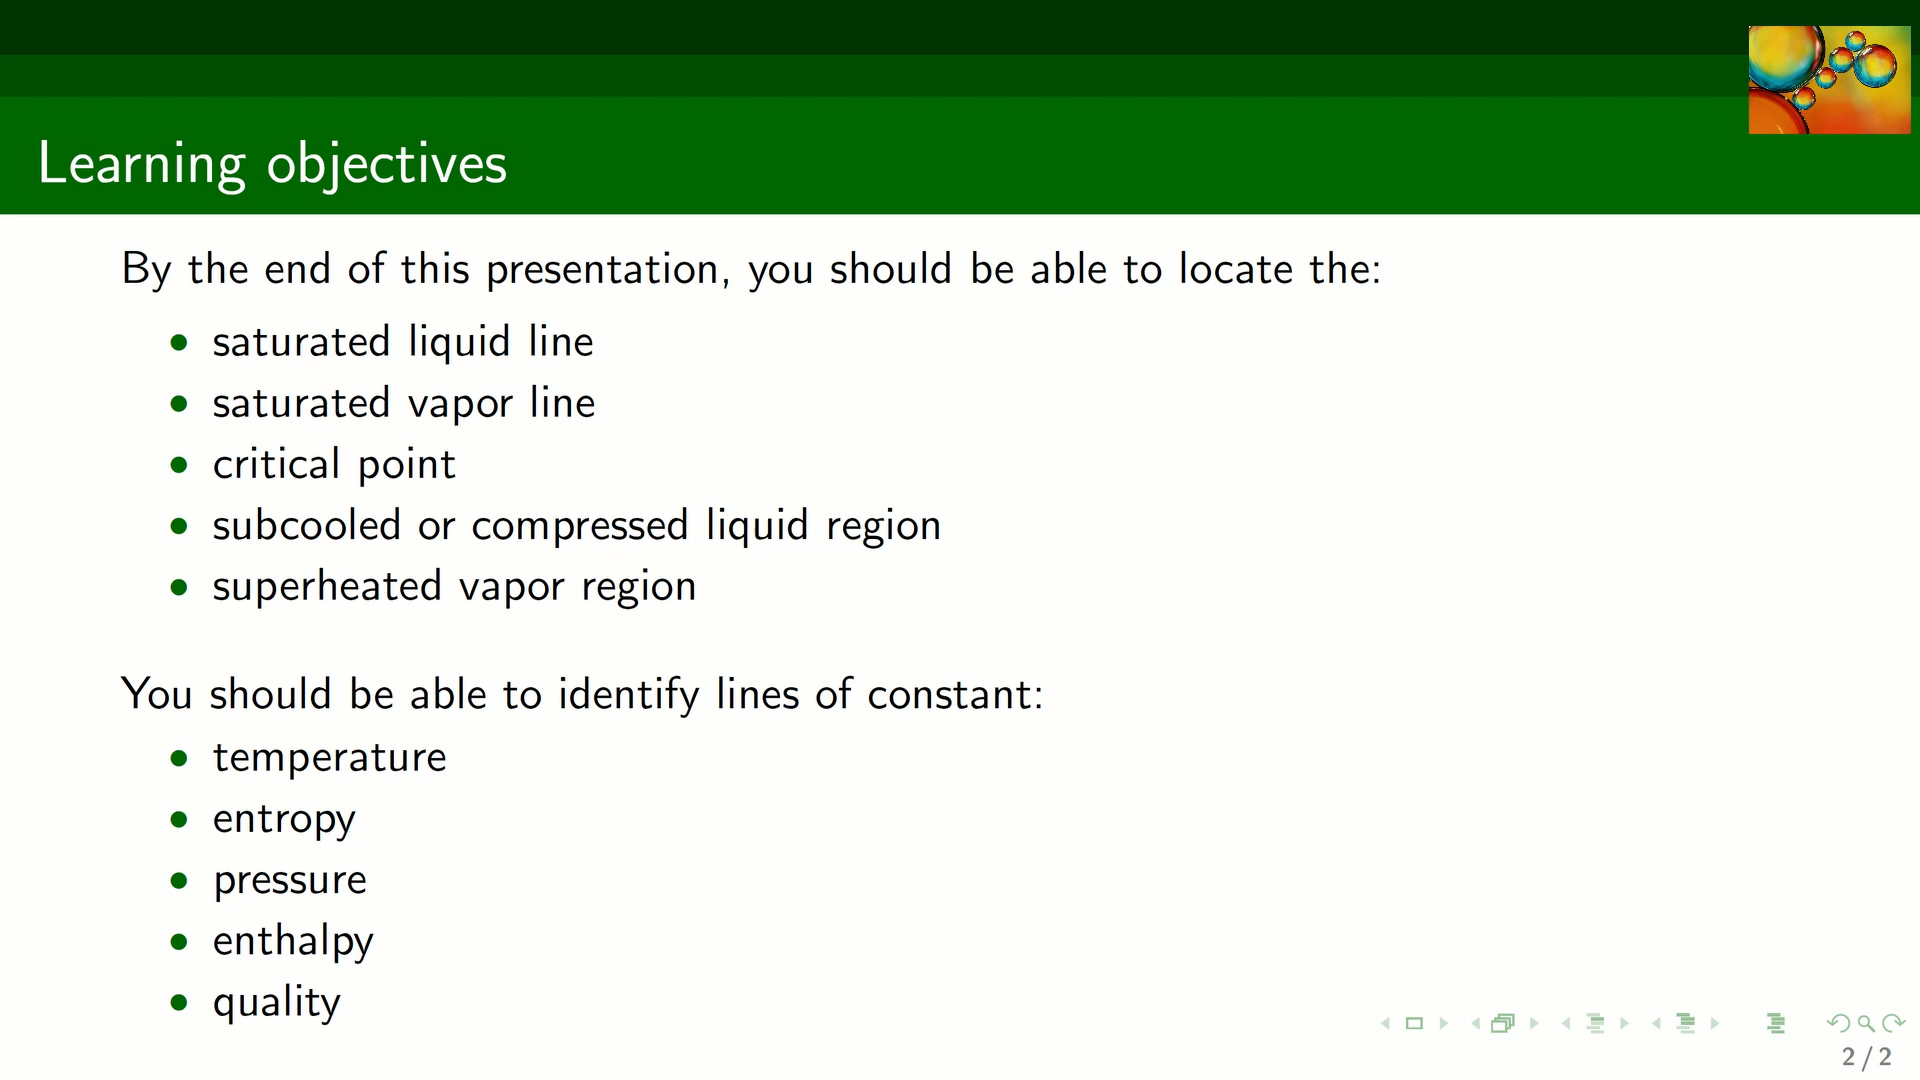 Learning objectives
By the end of this presentation, you should be able to locate the:
• saturated liquid line
• saturated vapor line
• critical point
• subcooled or compressed liquid region
• superheated vapor region
You should be able to identify lines of constant:
• temperature
• entropy
• pressure
• enthalpy
• quality
2 / 2